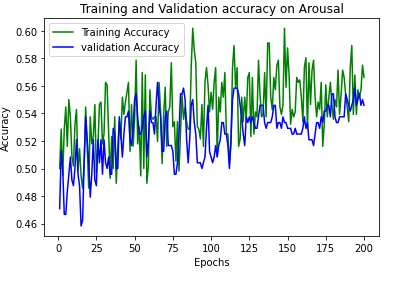 Training and Validation accuracy on Arousal
Training Accuracy
validation Accuracy
Accuracy
0.60
0.58
0.56
0.54
0.52
0.50
0.48
0.46
0 25 50 75 100 125 150 175 200
Epochs